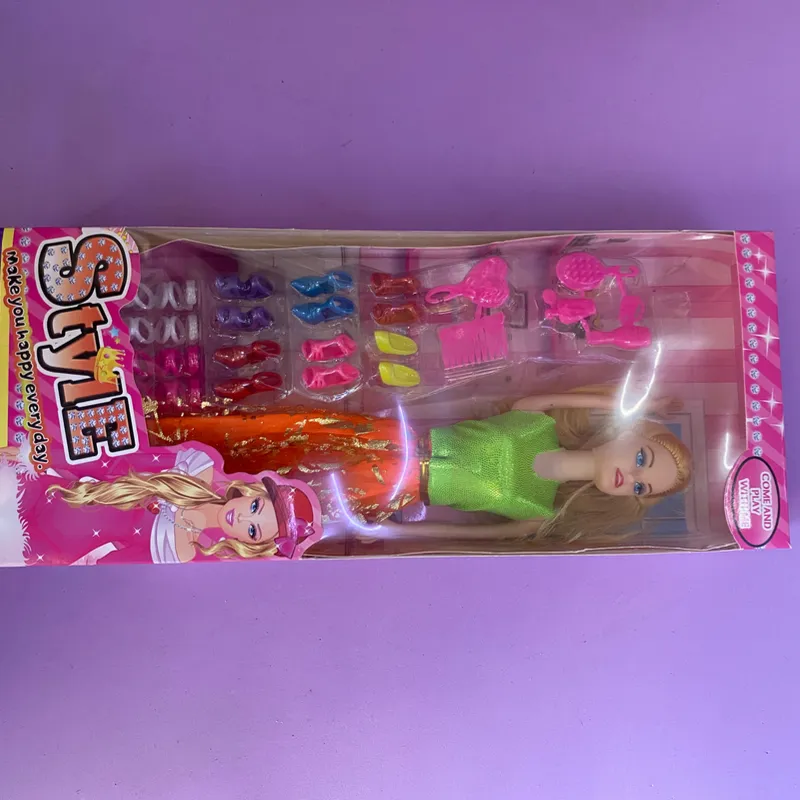 COME AND
PLAY
WITH ME
Style
Make you happy every day.